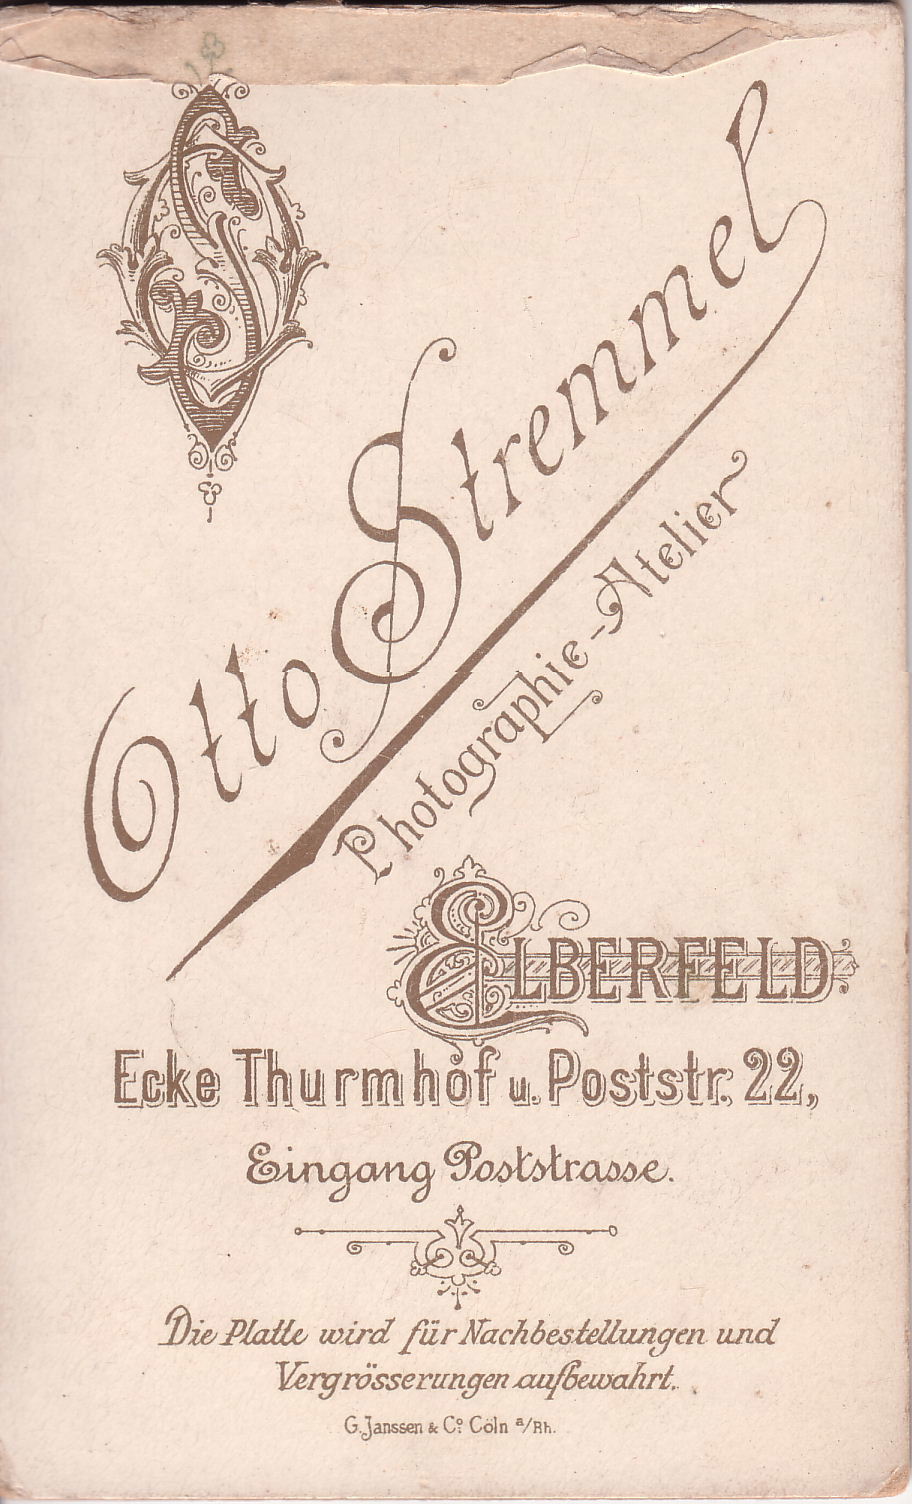 Otto Stremmel
Photographie-Atelier
ELBERFELD.
Ecke Thurmhof u. Poststr. 22,
Eingang Poststrasse.
Die Platte wird für Nachbestellungen und
Vergrösserungen aufbewahrt.
G. Janssen & Cº Cöln a/Rh.